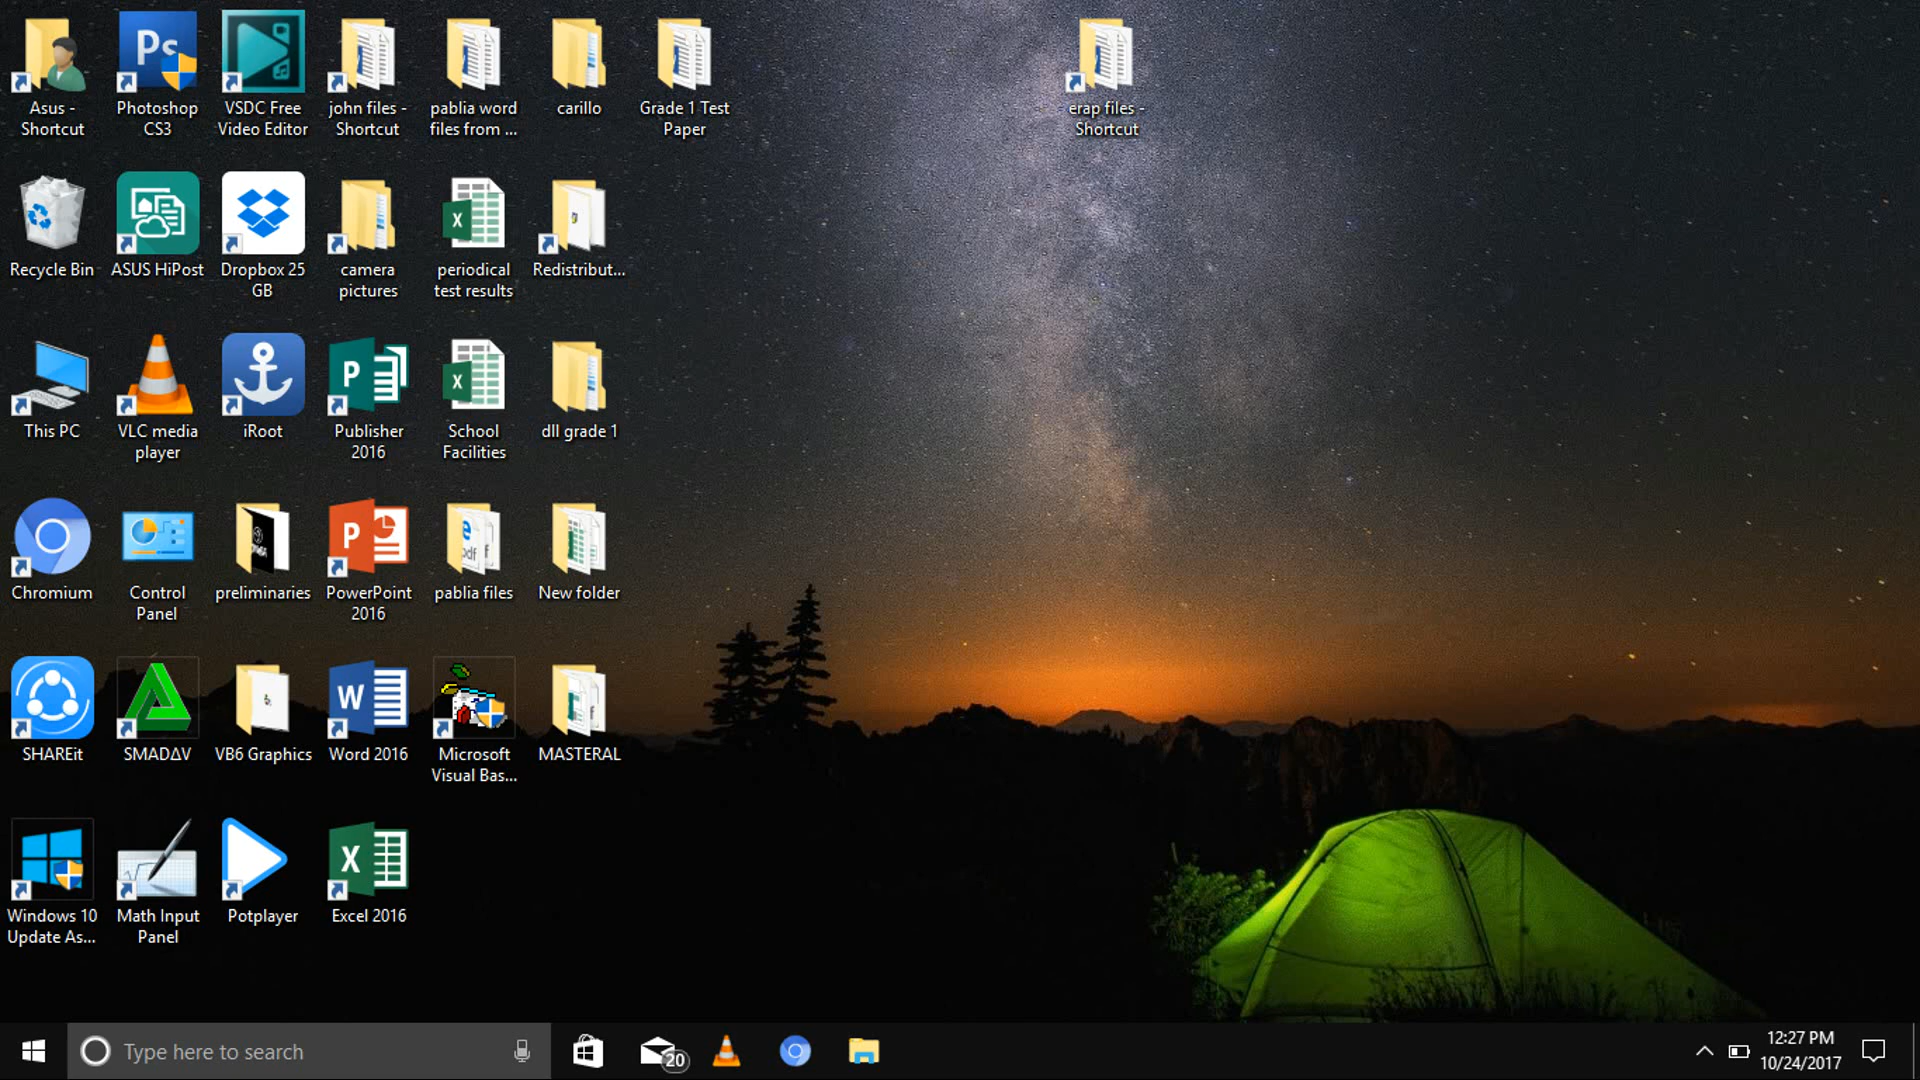 Asus -
Shortcut
Ps
Photoshop
CS3
VSDC Free
Video Editor
john files -
Shortcut
pablia word
files from ...
carillo
Grade 1 Test
Paper
erap files -
Shortcut
Recycle Bin
ASUS HiPost
Dropbox 25
GB
camera
pictures
X
periodical
test results
Redistribut...
This PC
VLC media
player
iRoot
P
Publisher
2016
X
School
Facilities
dll grade 1
Chromium
Control
Panel
preliminaries
P
PowerPoint
2016
pdf
pablia files
New folder
SHAREit
SMADΔV
VB6 Graphics
W
Word 2016
Microsoft
Visual Bas...
MASTERAL
Windows 10
Update As...
Math Input
Panel
Potplayer
X
Excel 2016
Type here to search
20
12:27 PM
10/24/2017